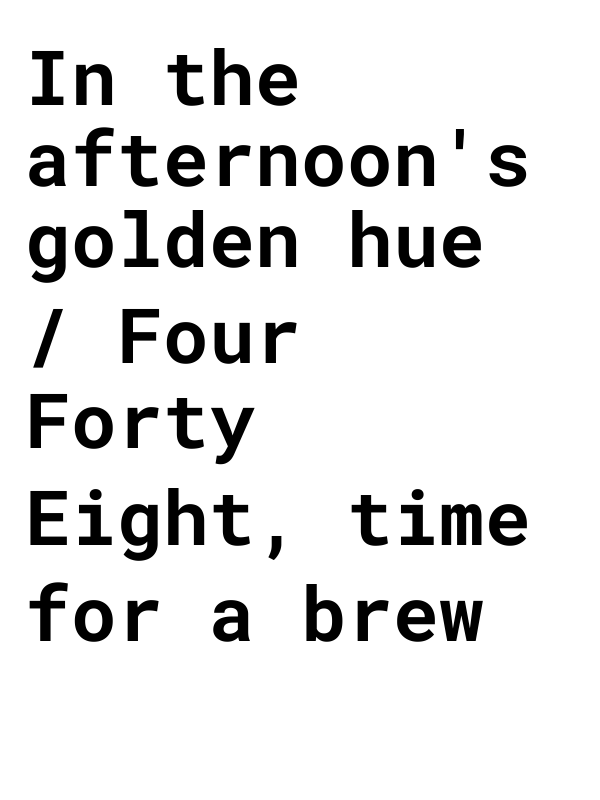 In the
afternoon's
golden hue
/ Four
Forty
Eight, time
for a brew